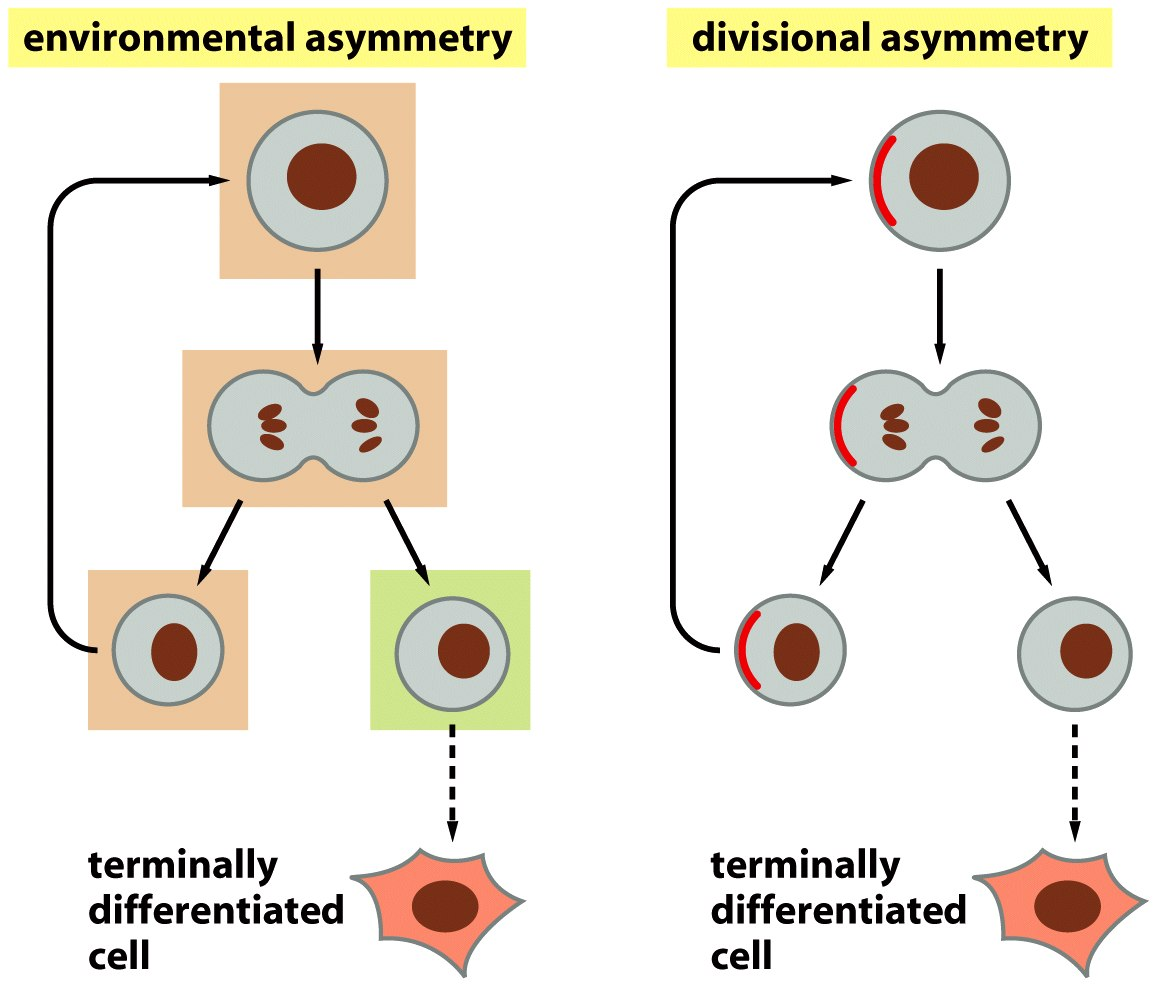 environmental asymmetry
divisional asymmetry
terminally
differentiated
cell
terminally
differentiated
cell